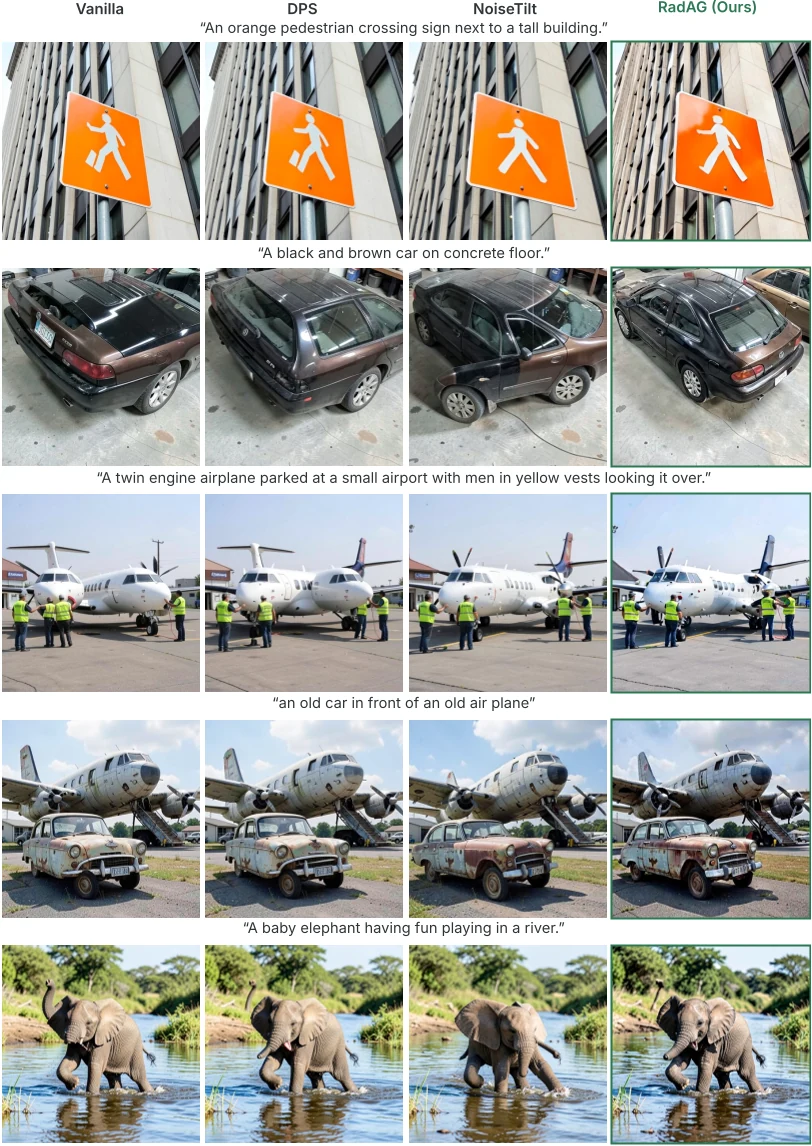 Vanilla DPS NoiseTilt RadAG (Ours)
“An orange pedestrian crossing sign next to a tall building.”
“A black and brown car on concrete floor.”
“A twin engine airplane parked at a small airport with men in yellow vests looking it over.”
“an old car in front of an old air plane”
“A baby elephant having fun playing in a river.”